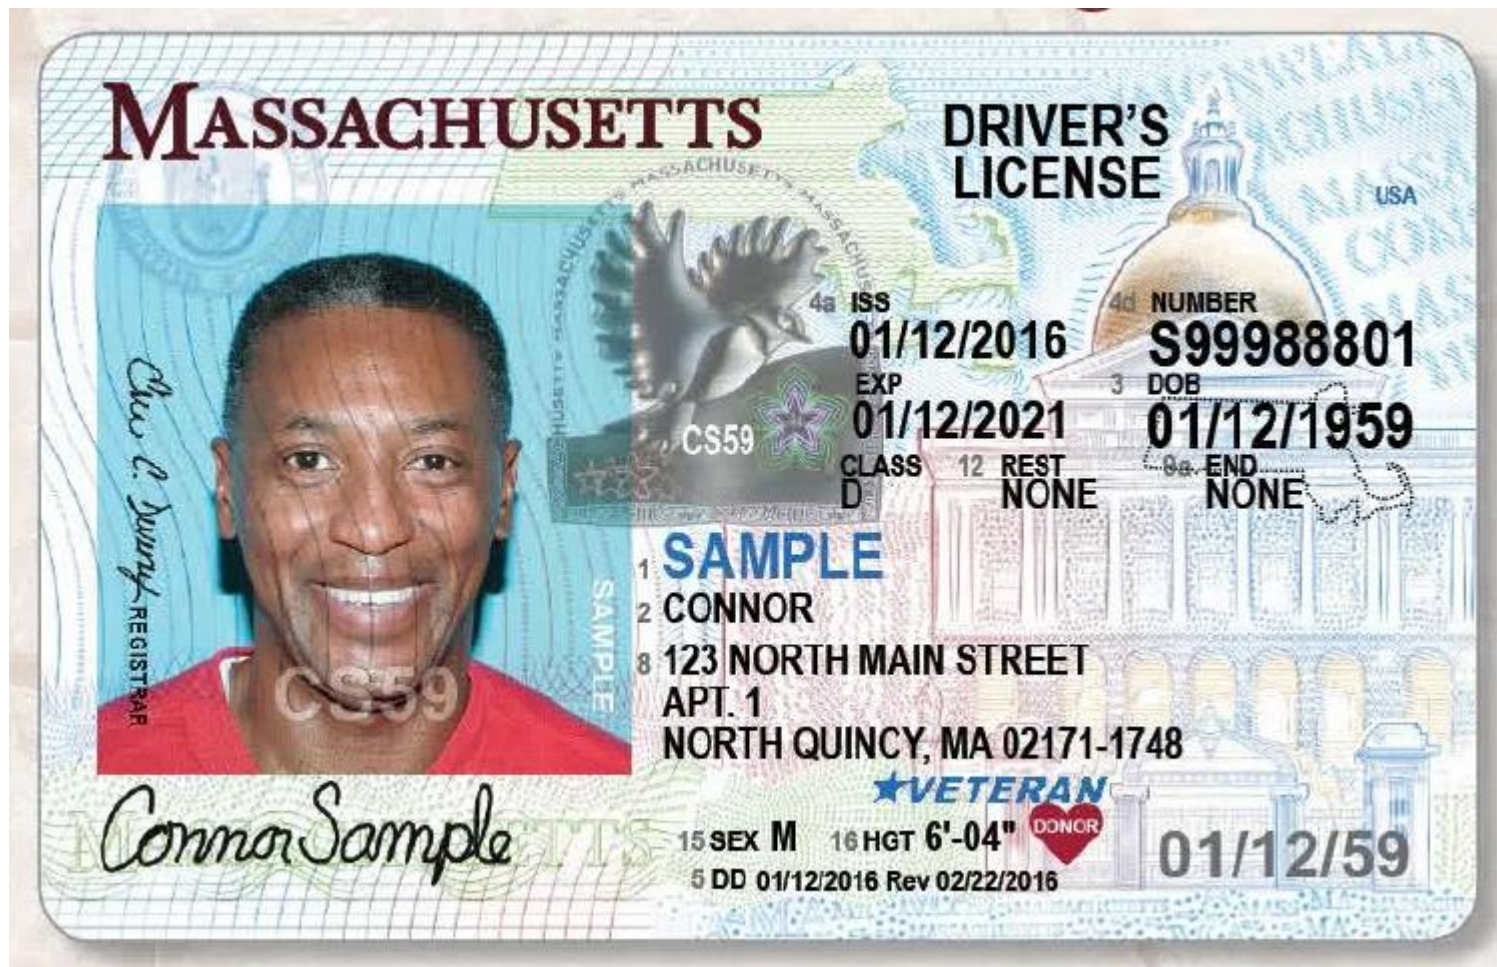 MASSACHUSETTS
DRIVER'S
LICENSE
USA
4a ISS
01/12/2016
4d NUMBER
S99988801
EXP
01/12/2021
3 DOB
01/12/1959
CLASS
D
12 REST
NONE
9a END
NONE
CS59
1 SAMPLE
2 CONNOR
8 123 NORTH MAIN STREET
APT. 1
NORTH QUINCY, MA 02171-1748
VETERAN
15 SEX M 16 HGT 6'-04" DONOR
5 DD 01/12/2016 Rev 02/22/2016
01/12/59
REGISTRAR
SAMPLE
CS59
Connor Sample